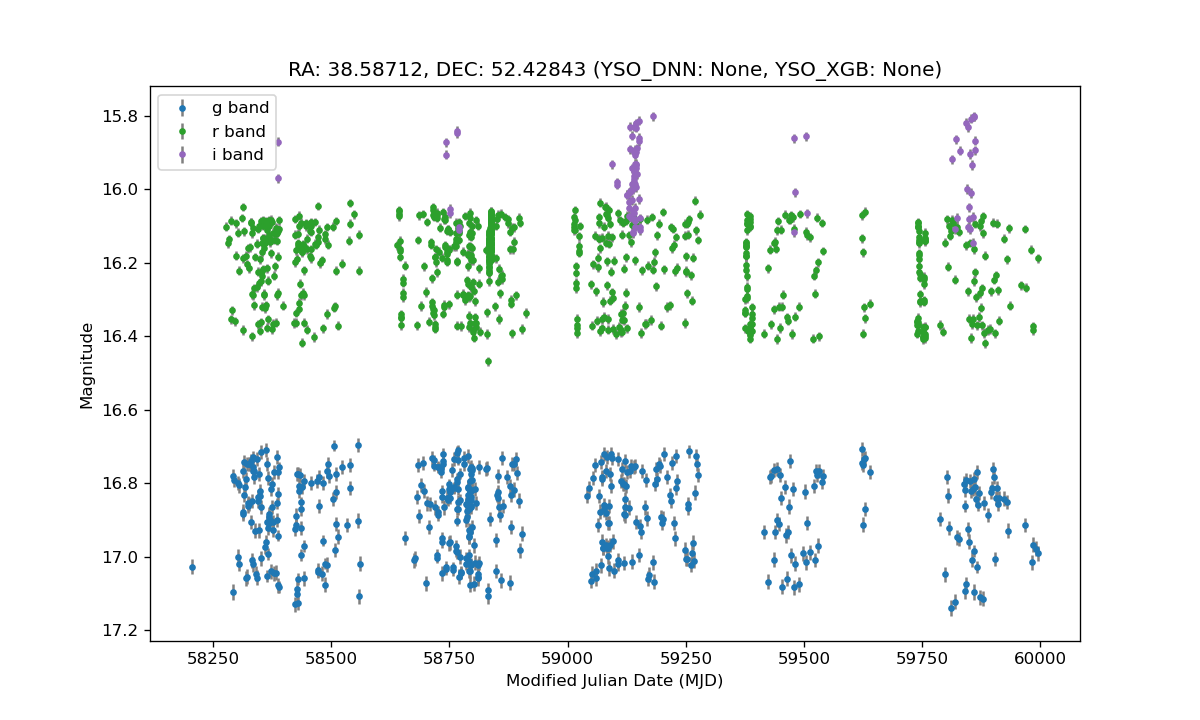 RA: 38.58712, DEC: 52.42843 (YSO_DNN: None, YSO_XGB: None)
g band
r band
i band
15.8
16.0
16.2
16.4
16.6
16.8
17.0
17.2
Magnitude
58250 58500 58750 59000 59250 59500 59750 60000
Modified Julian Date (MJD)